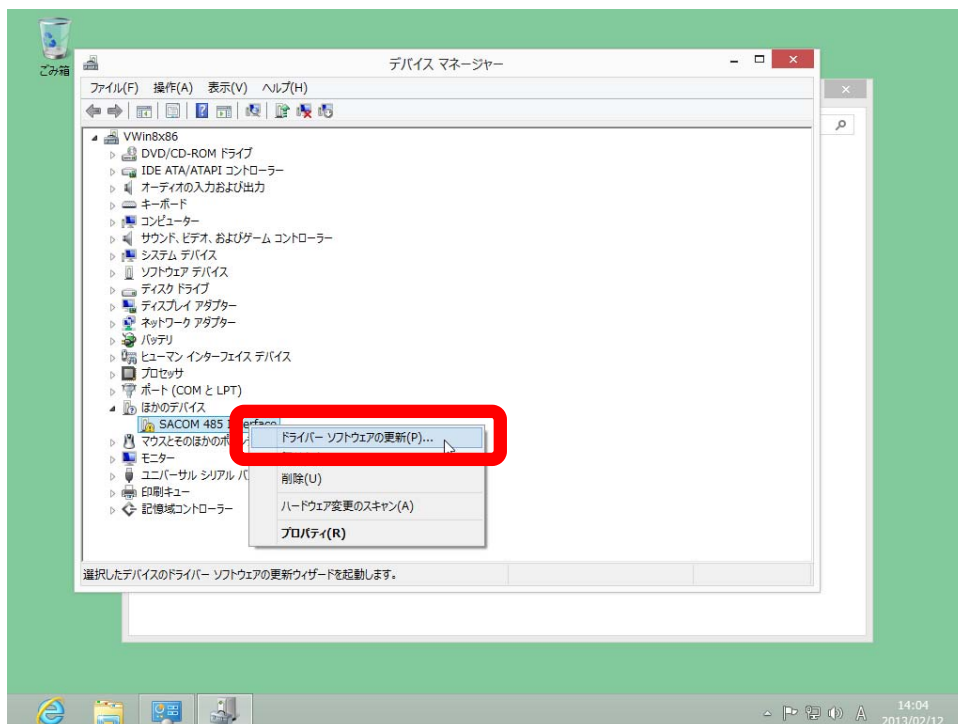 ごみ箱
デバイス マネージャー
ファイル(F) 操作(A) 表示(V) ヘルプ(H)
VWin8x86
DVD/CD-ROM ドライブ
IDE ATA/ATAPI コントローラー
オーディオの入力および出力
キーボード
コンピューター
サウンド、ビデオ、およびゲーム コントローラー
システム デバイス
ソフトウェア デバイス
ディスク ドライブ
ディスプレイ アダプター
ネットワーク アダプター
バッテリ
ヒューマン インターフェイス デバイス
プロセッサ
ポート (COM と LPT)
ほかのデバイス
SACOM 485 Interface
マウスとそのほかのポ
ドライバー ソフトウェアの更新(P)...
モニター
ユニバーサル シリアル バ
削除(U)
印刷キュー
記憶域コントローラー
ハードウェア変更のスキャン(A)
プロパティ(R)
選択したデバイスのドライバー ソフトウェアの更新ウィザードを起動します。
A
14:04
2013/02/12